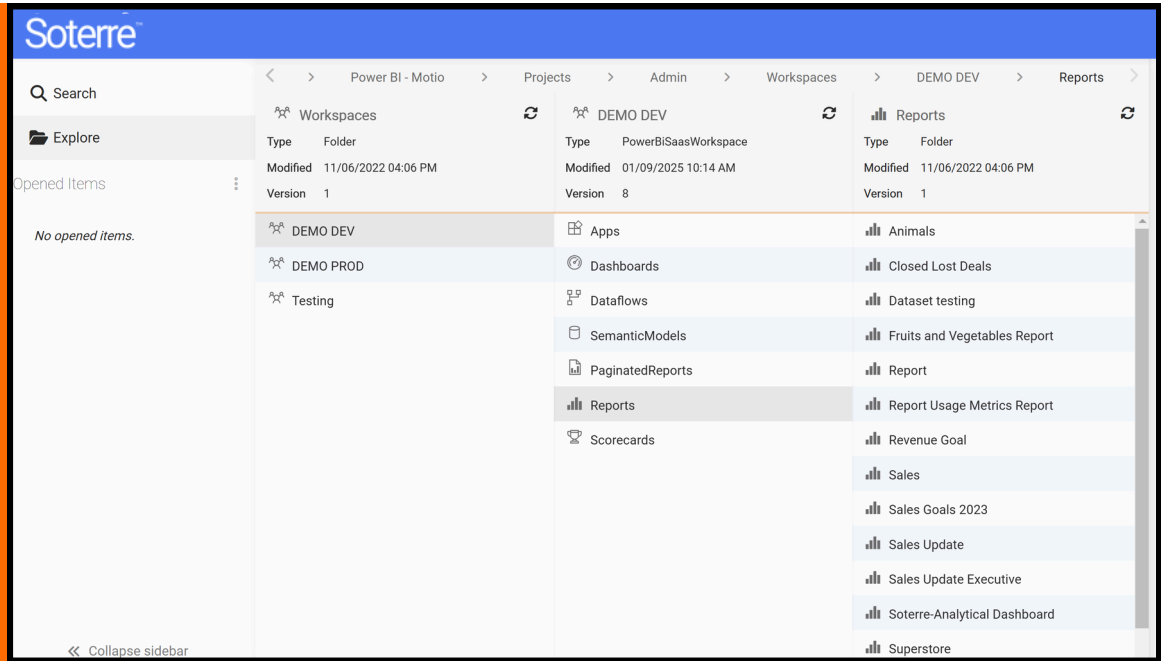 Soterre™
Search
Explore
Opened Items
No opened items.
Collapse sidebar
Power BI - Motio > Projects > Admin > Workspaces > DEMO DEV > Reports
Workspaces
Type Folder
Modified 11/06/2022 04:06 PM
Version 1
DEMO DEV
DEMO PROD
Testing
DEMO DEV
Type PowerBiSaasWorkspace
Modified 01/09/2025 10:14 AM
Version 8
Apps
Dashboards
Dataflows
SemanticModels
PaginatedReports
Reports
Scorecards
Reports
Type Folder
Modified 11/06/2022 04:06 PM
Version 1
Animals
Closed Lost Deals
Dataset testing
Fruits and Vegetables Report
Report
Report Usage Metrics Report
Revenue Goal
Sales
Sales Goals 2023
Sales Update
Sales Update Executive
Soterre-Analytical Dashboard
Superstore